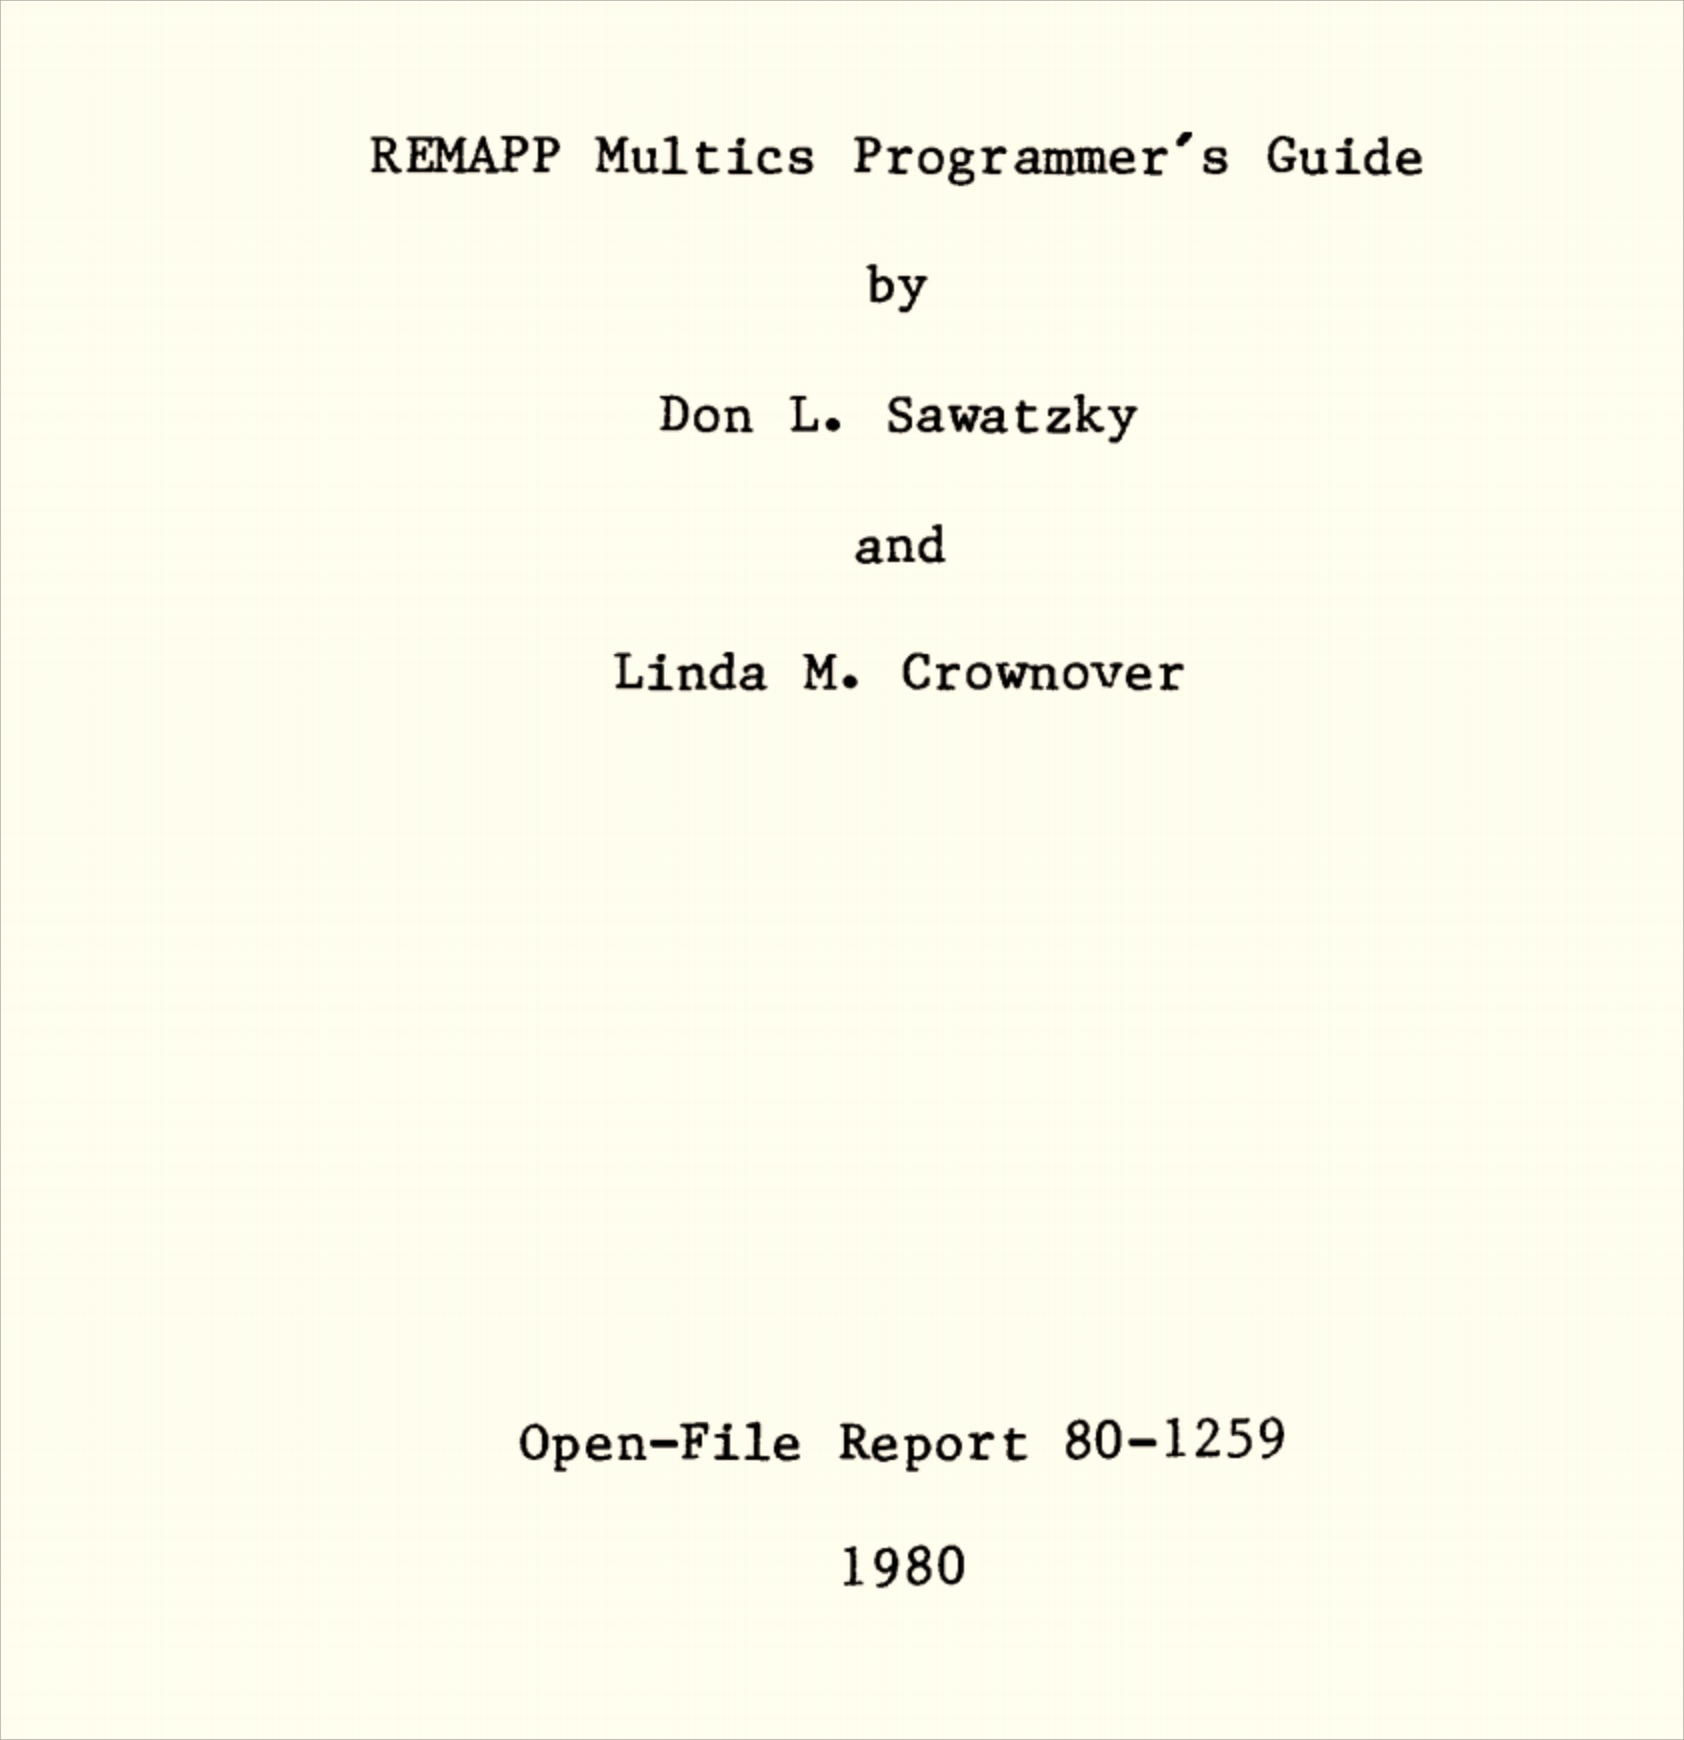 REMAPP Multics Programmer's Guide
by
Don L. Sawatzky
and
Linda M. Crownover
Open-File Report 80-1259
1980